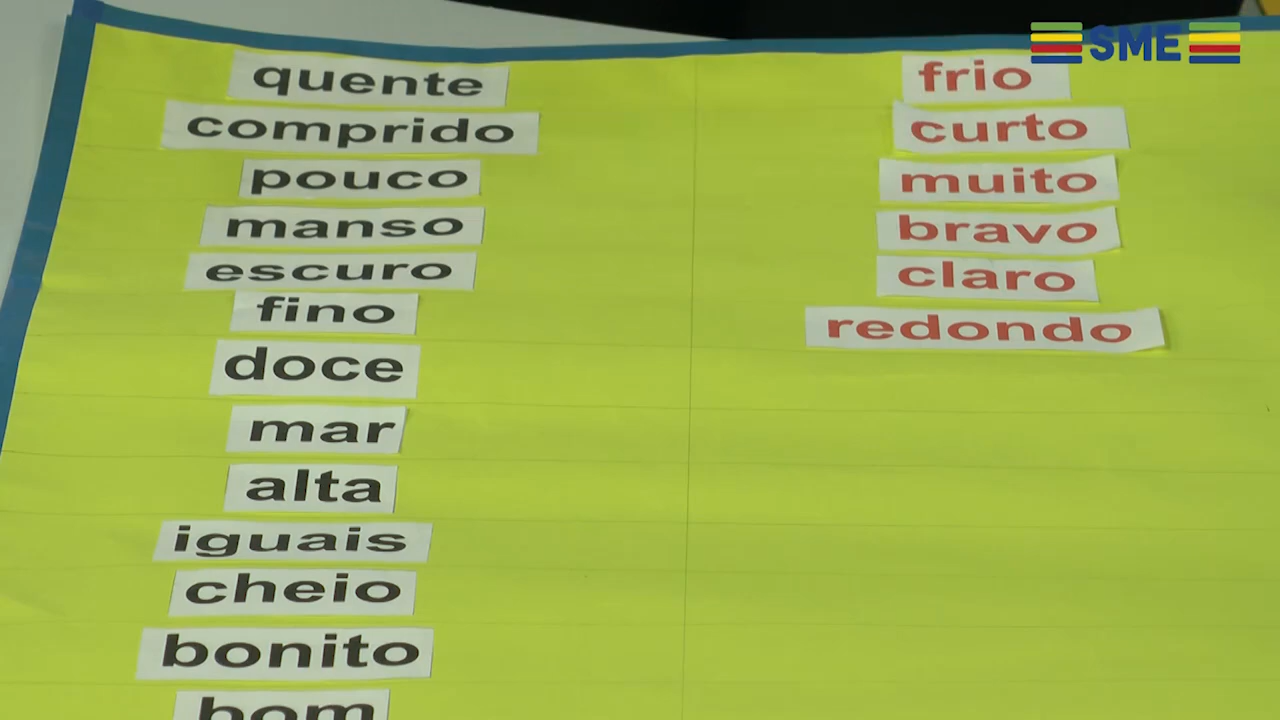 SME
quente frio
comprido curto
pouco muito
manso bravo
escuro claro
fino redondo
doce
mar
alta
iguais
cheio
bonito
bom